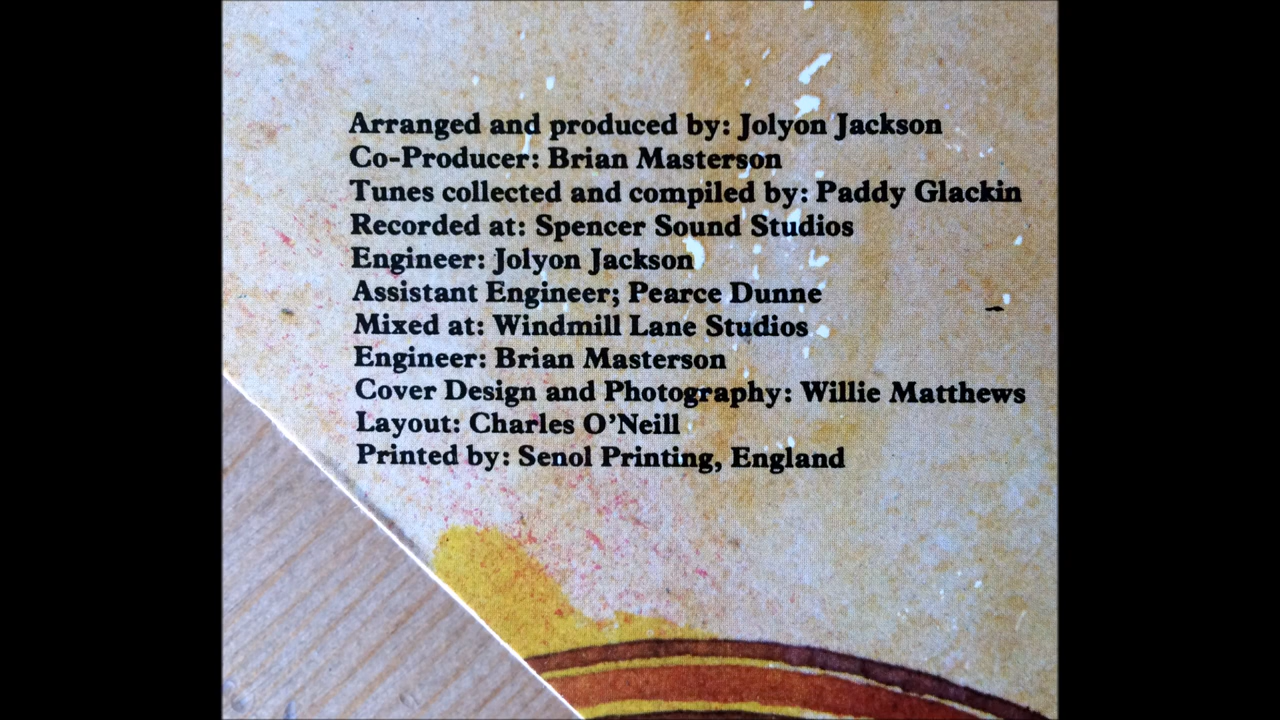 Arranged and produced by: Jolyon Jackson
Co-Producer: Brian Masterson
Tunes collected and compiled by: Paddy Glackin
Recorded at: Spencer Sound Studios
Engineer: Jolyon Jackson
Assistant Engineer; Pearce Dunne
Mixed at: Windmill Lane Studios
Engineer: Brian Masterson
Cover Design and Photography: Willie Matthews
Layout: Charles O'Neill
Printed by: Senol Printing, England